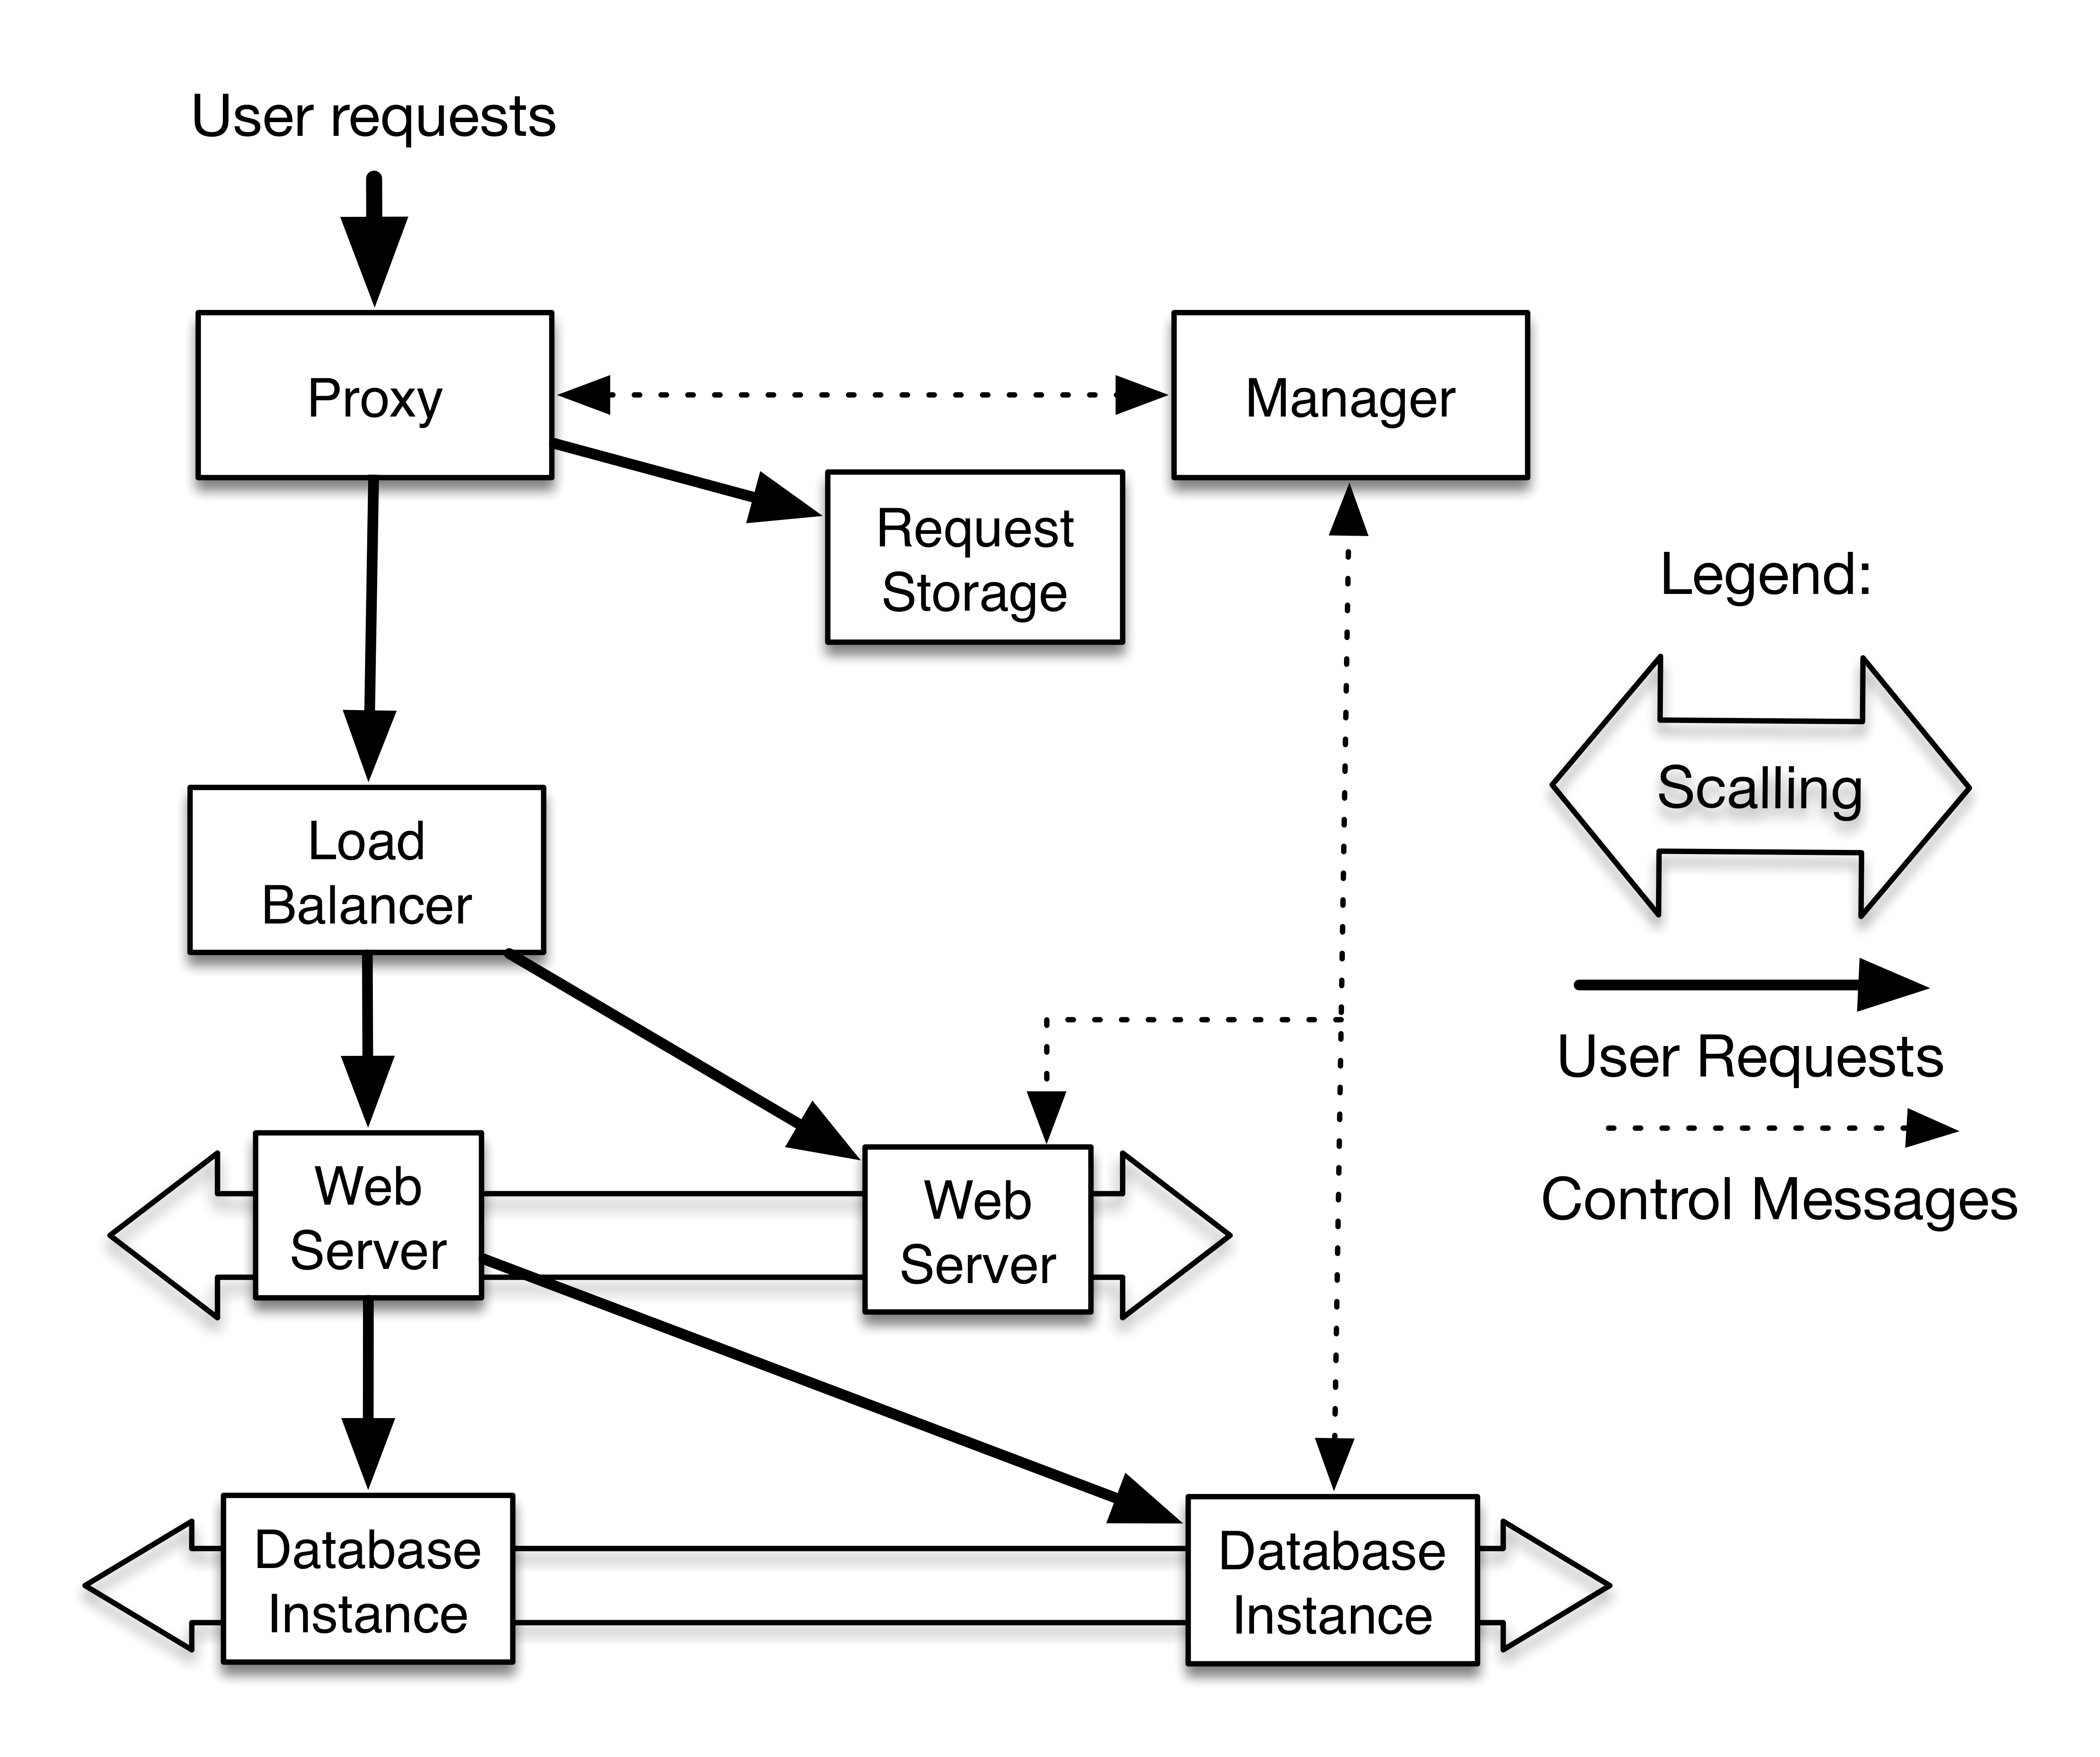 User requests
Proxy
Manager
Request
Storage
Legend:
Scalling
Load
Balancer
User Requests
Control Messages
Web
Server
Web
Server
Database
Instance
Database
Instance